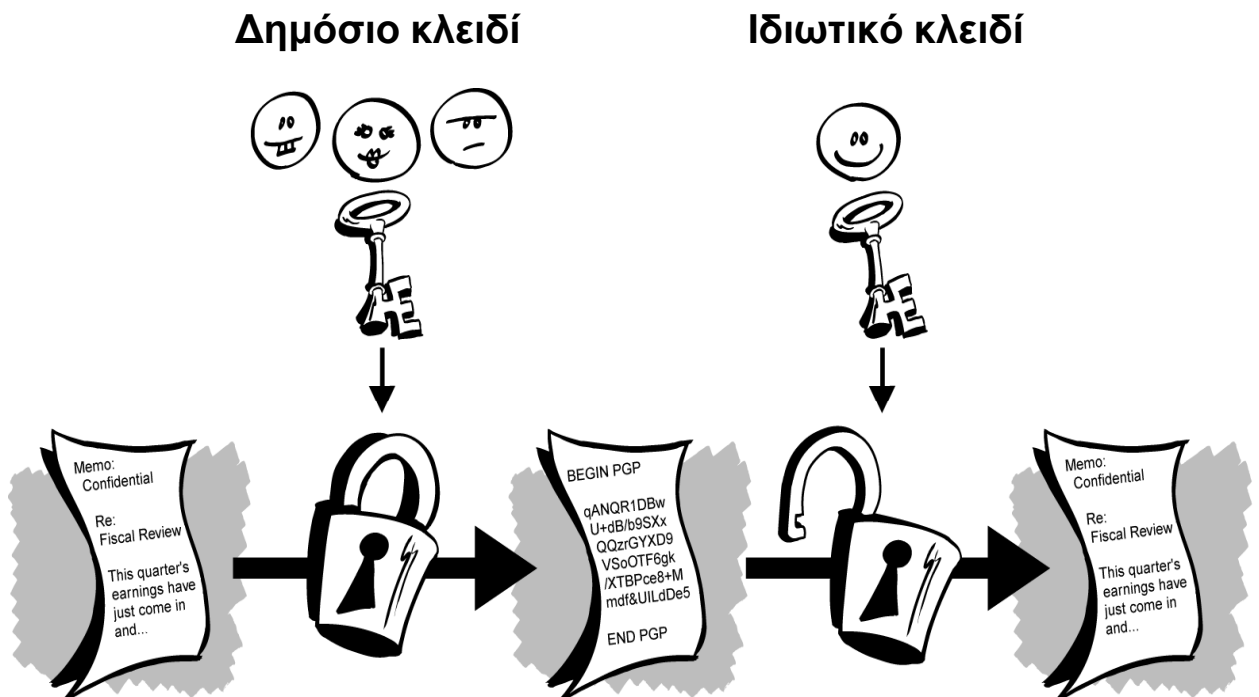 Δημόσιο κλειδί
Ιδιωτικό κλειδί
Memo:
Confidential
Re:
Fiscal Review
This quarter's
earnings have
just come in
and...
BEGIN PGP
qANQR1DBw
U+dB/b9SXx
QQzrGYXD9
VSoOTF6gk
/XTBPce8+M
mdf&UILdDe5
END PGP
Memo:
Confidential
Re:
Fiscal Review
This quarter's
earnings have
just come in
and...